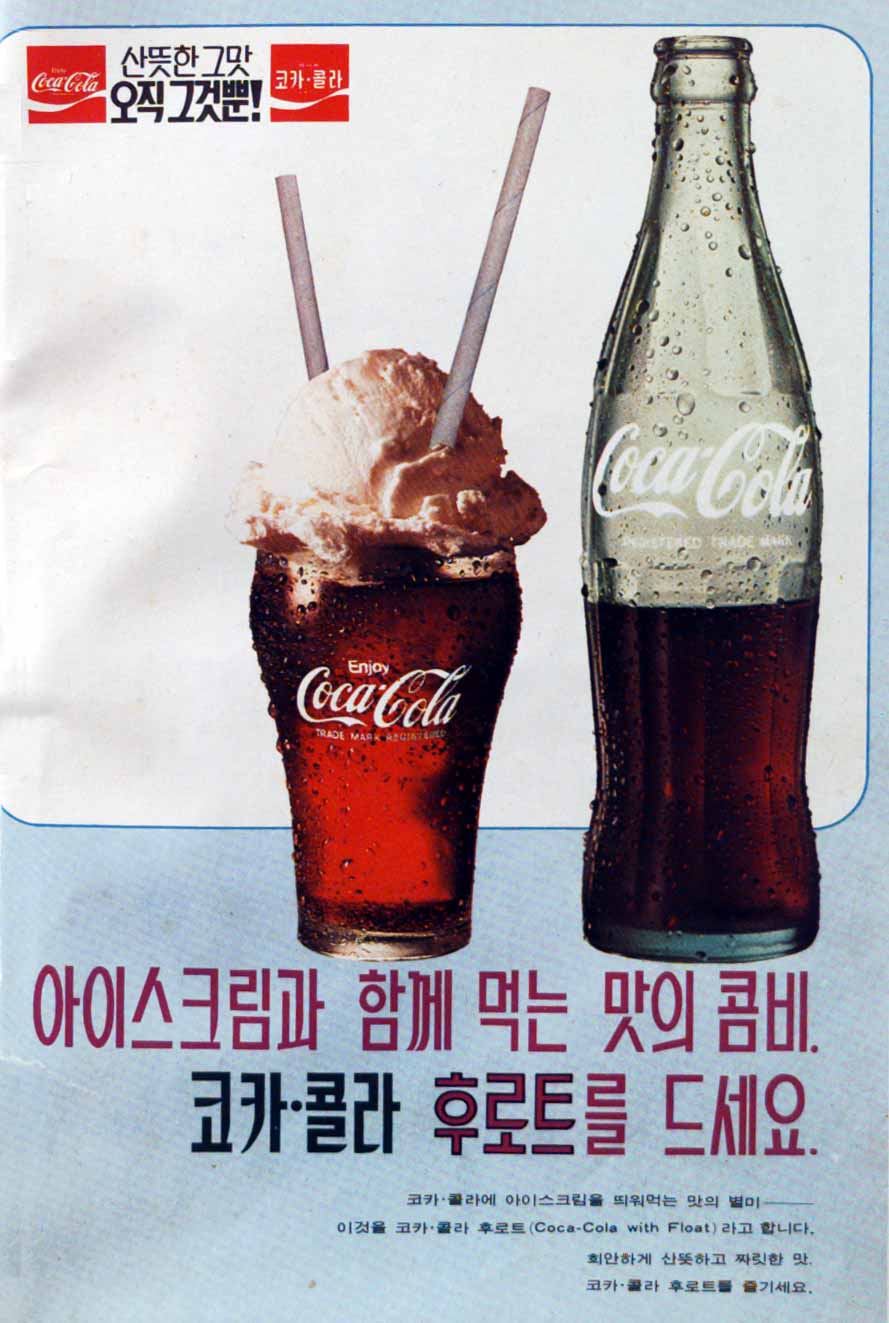 Enjoy
Coca-Cola
산뜻한 그맛
오직 그것뿐!
코카·콜라
Coca-Cola
REGISTERED TRADE MARK
Enjoy
Coca-Cola
TRADE MARK REGISTERED
아이스크림과 함께 먹는 맛의 콤비.
코카·콜라 후로트를 드세요.
코카·콜라에 아이스크림을 띄워먹는 맛의 별미——
이것을 코카·콜라 후로트(Coca-Cola with Float)라고 합니다.
희안하게 산뜻하고 짜릿한 맛.
코카·콜라 후로트를 즐기세요.